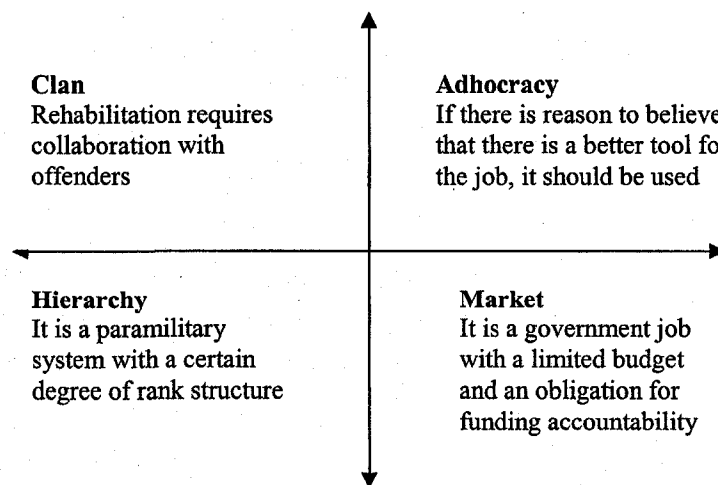 Clan
Rehabilitation requires
collaboration with
offenders
Adhocracy
If there is reason to believe
that there is a better tool fo
the job, it should be used
Hierarchy
It is a paramilitary
system with a certain
degree of rank structure
Market
It is a government job
with a limited budget
and an obligation for
funding accountability